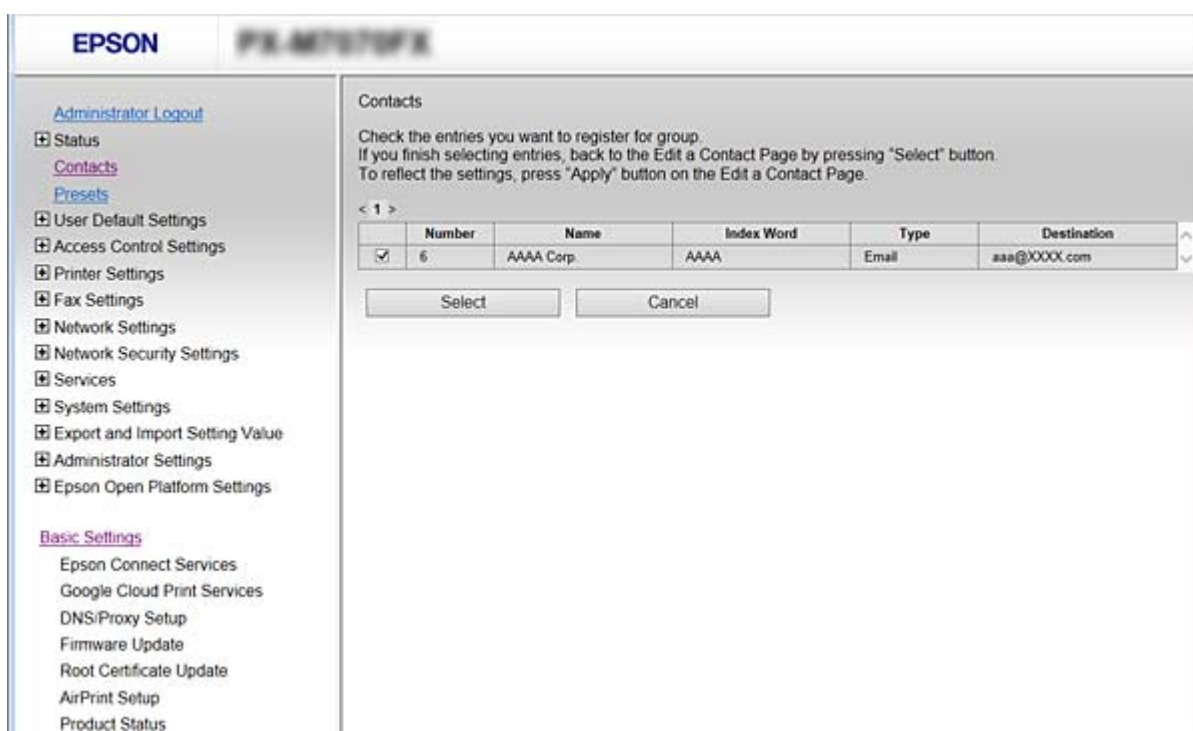 EPSON
Administrator Logout
Status
Contacts
Presets
User Default Settings
Access Control Settings
Printer Settings
Fax Settings
Network Settings
Network Security Settings
Services
System Settings
Export and Import Setting Value
Administrator Settings
Epson Open Platform Settings
Basic Settings
Epson Connect Services
Google Cloud Print Services
DNS/Proxy Setup
Firmware Update
Root Certificate Update
AirPrint Setup
Product Status
Contacts
Check the entries you want to register for group.
If you finish selecting entries, back to the Edit a Contact Page by pressing "Select" button.
To reflect the settings, press "Apply" button on the Edit a Contact Page.
< 1 >
Number Name Index Word Type Destination
6 AAAA Corp. AAAA Email aaa@XXXX.com
Select Cancel